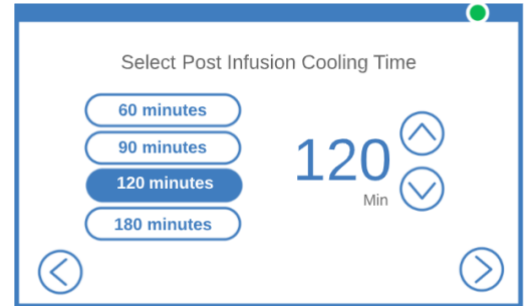 Select Post Infusion Cooling Time
60 minutes
90 minutes
120 minutes
180 minutes
120
Min